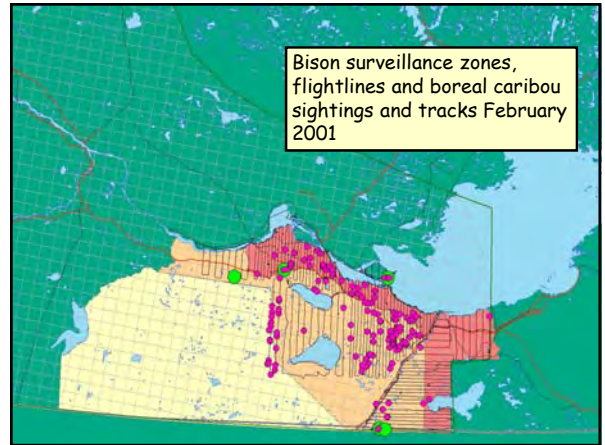 Bison surveillance zones,
flightlines and boreal caribou
sightings and tracks February
2001